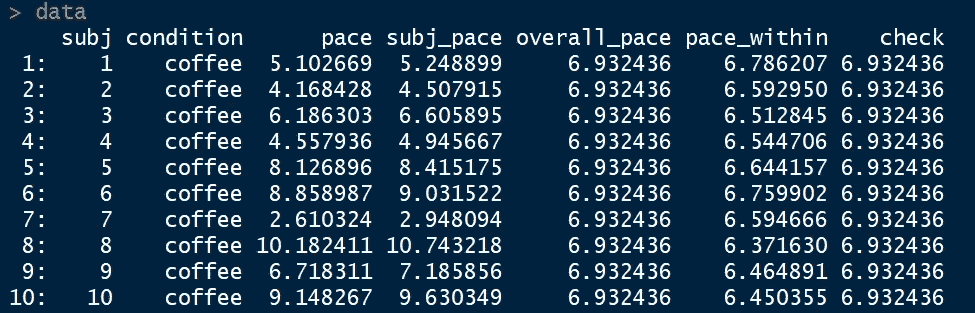 > data
subj condition pace subj_pace overall_pace pace_within check
1: 1 coffee 5.102669 5.248899 6.932436 6.786207 6.932436
2: 2 coffee 4.168428 4.507915 6.932436 6.592950 6.932436
3: 3 coffee 6.186303 6.605895 6.932436 6.512845 6.932436
4: 4 coffee 4.557936 4.945667 6.932436 6.544706 6.932436
5: 5 coffee 8.126896 8.415175 6.932436 6.644157 6.932436
6: 6 coffee 8.858987 9.031522 6.932436 6.759902 6.932436
7: 7 coffee 2.610324 2.948094 6.932436 6.594666 6.932436
8: 8 coffee 10.182411 10.743218 6.932436 6.371630 6.932436
9: 9 coffee 6.718311 7.185856 6.932436 6.464891 6.932436
10: 10 coffee 9.148267 9.630349 6.932436 6.450355 6.932436